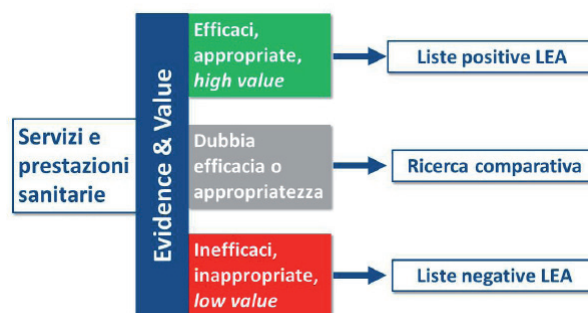 Servizi e
prestazioni
sanitarie
Evidence & Value
Efficaci,
appropriate,
high value
Liste positive LEA
Dubbia
efficacia o
appropriatezza
Ricerca comparativa
Inefficaci,
inappropriate,
low value
Liste negative LEA